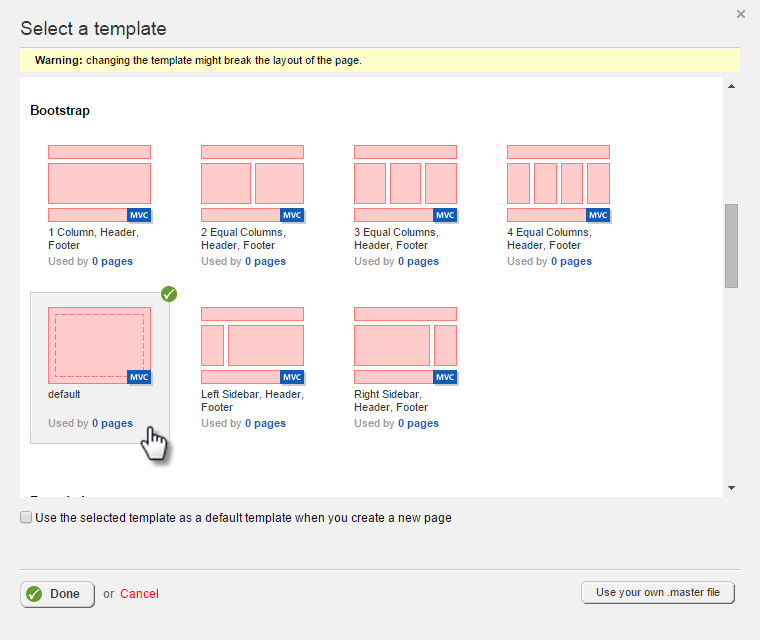 Select a template
Warning: changing the template might break the layout of the page.
Bootstrap
MVC
MVC
MVC
MVC
1 Column, Header,
Footer
Used by 0 pages
2 Equal Columns,
Header, Footer
Used by 0 pages
3 Equal Columns,
Header, Footer
Used by 0 pages
4 Equal Columns,
Header, Footer
Used by 0 pages
MVC
MVC
MVC
default
Used by 0 pages
Left Sidebar, Header,
Footer
Used by 0 pages
Right Sidebar,
Header, Footer
Used by 0 pages
Use the selected template as a default template when you create a new page
Done or Cancel
Use your own .master file